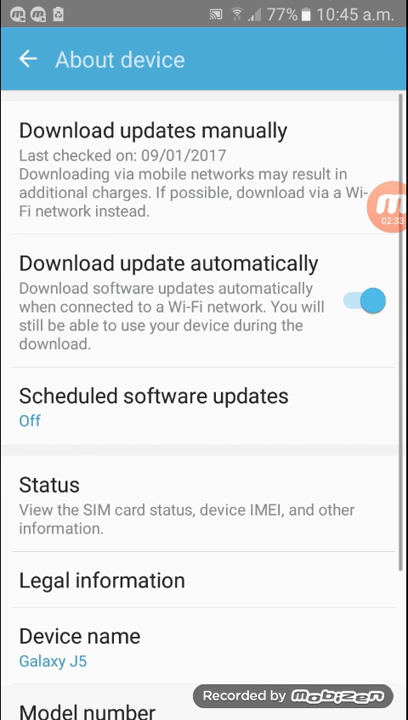 77% 10:45 a.m.
About device
Download updates manually
Last checked on: 09/01/2017
Downloading via mobile networks may result in
additional charges. If possible, download via a Wi-
Fi network instead.
02:33
Download update automatically
Download software updates automatically
when connected to a Wi-Fi network. You will
still be able to use your device during the
download.
Scheduled software updates
Off
Status
View the SIM card status, device IMEI, and other
information.
Legal information
Device name
Galaxy J5
Recorded by mobizen
Model number